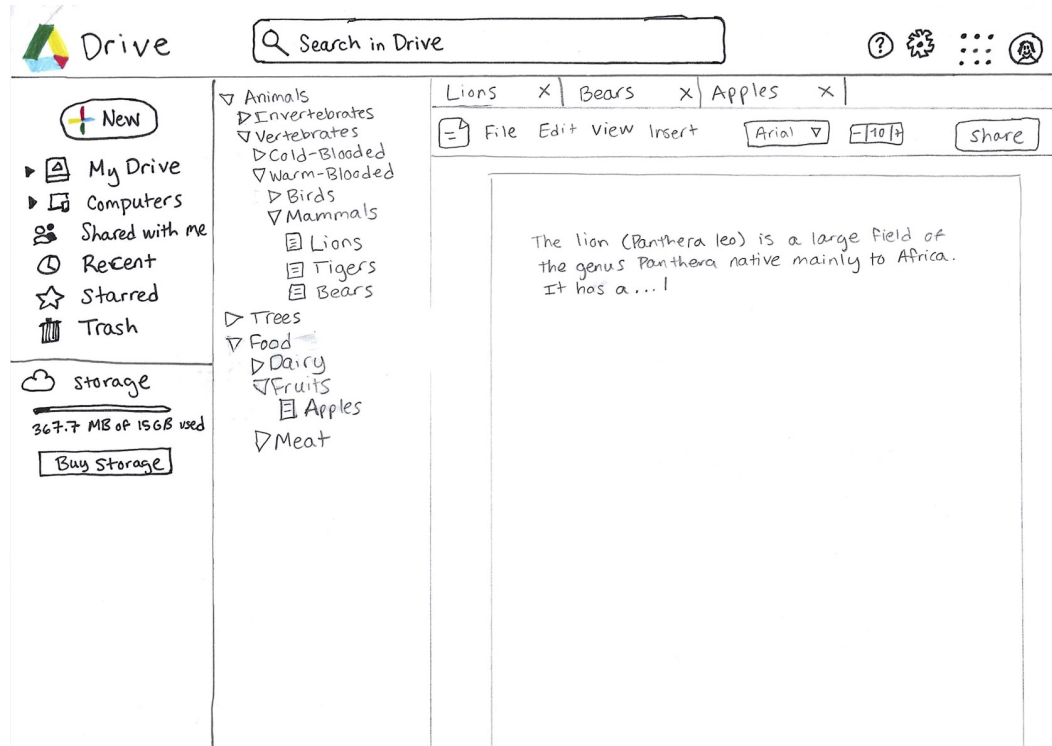 Drive
Search in Drive
?
New
My Drive
Computers
Shared with me
Recent
Starred
Trash
Storage
367.7 MB of 15GB used
Buy Storage
Animals
Invertebrates
Vertebrates
Cold-Blooded
Warm-Blooded
Birds
Mammals
Lions
Tigers
Bears
Trees
Food
Dairy
Fruits
Apples
Meat
Lions X Bears X Apples X
File Edit View Insert Arial - 10 + Share
The lion (Panthera leo) is a large field of
the genus Panthera native mainly to Africa.
It has a...|